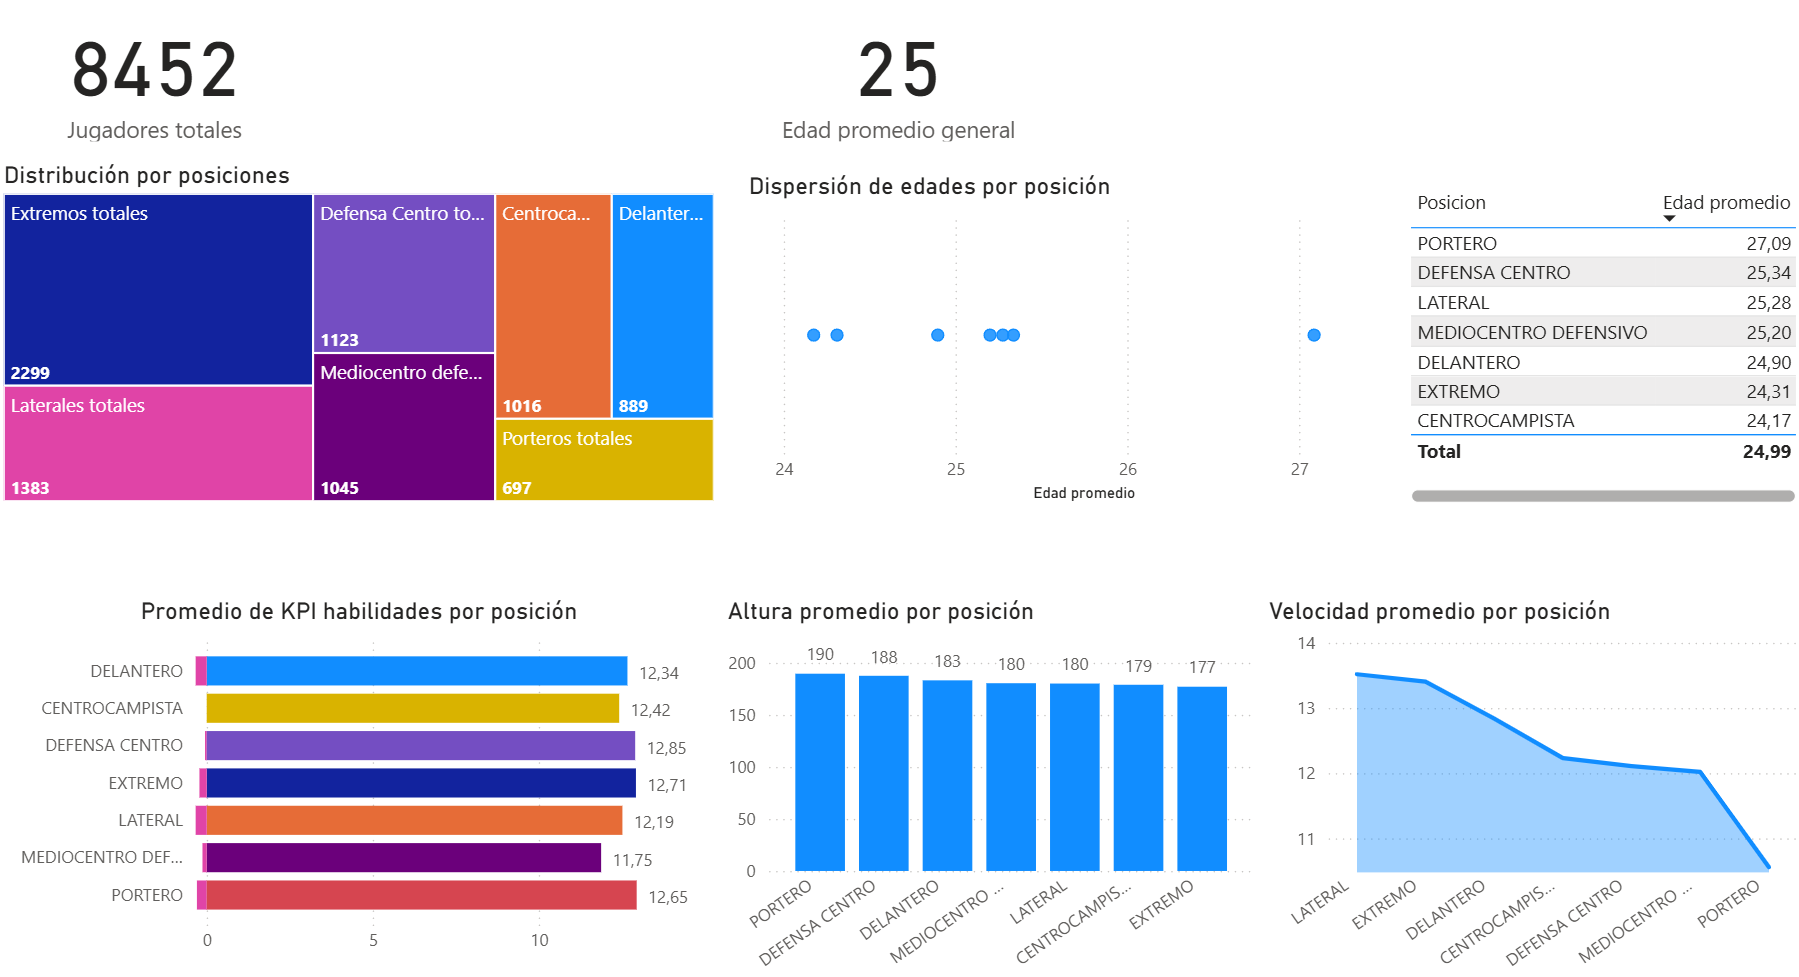 8452
Jugadores totales
25
Edad promedio general
Distribución por posiciones
Extremos totales
2299
Laterales totales
1383
Defensa Centro to...
1123
Mediocentro defe...
1045
Centroca...
1016
Delanter...
889
Porteros totales
697
Dispersión de edades por posición
24 25 26 27
Edad promedio
Posicion Edad promedio
PORTERO 27,09
DEFENSA CENTRO 25,34
LATERAL 25,28
MEDIOCENTRO DEFENSIVO 25,20
DELANTERO 24,90
EXTREMO 24,31
CENTROCAMPISTA 24,17
Total 24,99
Promedio de KPI habilidades por posición
DELANTERO 12,34
CENTROCAMPISTA 12,42
DEFENSA CENTRO 12,85
EXTREMO 12,71
LATERAL 12,19
MEDIOCENTRO DEF... 11,75
PORTERO 12,65
0 5 10
Altura promedio por posición
200
150
100
50
0
190 188 183 180 180 179 177
PORTERO
DEFENSA CENTRO
DELANTERO
MEDIOCENTRO ...
LATERAL
CENTROCAMPIS...
EXTREMO
Velocidad promedio por posición
14
13
12
11
LATERAL
EXTREMO
DELANTERO
CENTROCAMPIS...
DEFENSA CENTRO
MEDIOCENTRO ...
PORTERO